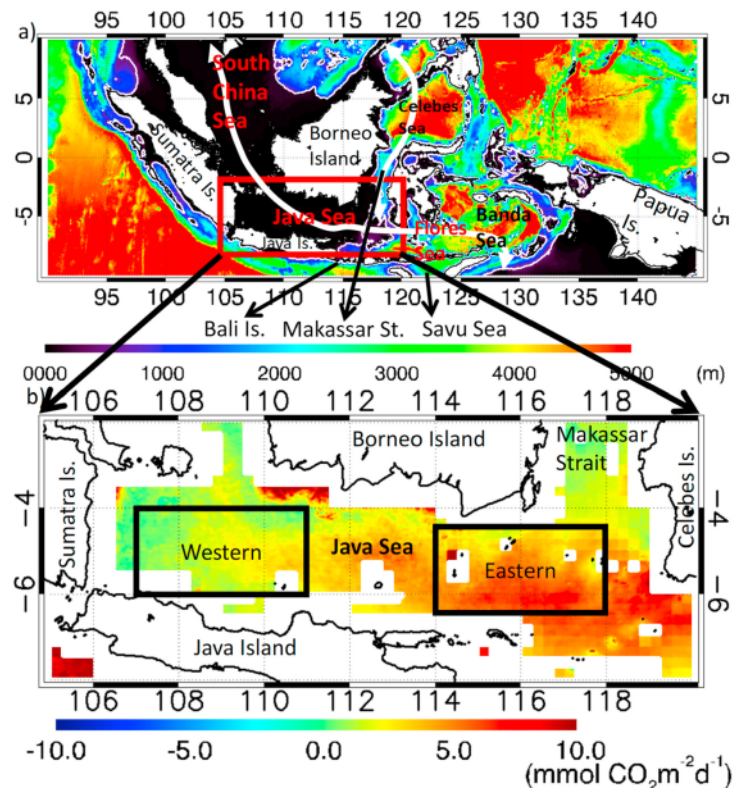 a)
95 100 105 110 115 120 125 130 135 140
South
China
Sea
Celebes
Sea
Borneo
Island
Sumatra Is.
5
0
-5
5
0
-5
Java Sea
Java Is.
Flores
Sea
Banda
Sea
Papua
Is.
95 100 105 110 115 120 125 130 135 140
Bali Is. Makassar St. Savu Sea
0000 1000 2000 3000 4000 5000 (m)
b)
106 108 110 112 114 116 118
Borneo Island
Makassar
Strait
Sumatra Is.
Celebes Is.
-4
-6
-4
-6
Western
Java Sea
Eastern
Java Island
106 108 110 112 114 116 118
-10.0 -5.0 0.0 5.0 10.0
(mmol CO₂m⁻²d⁻¹)